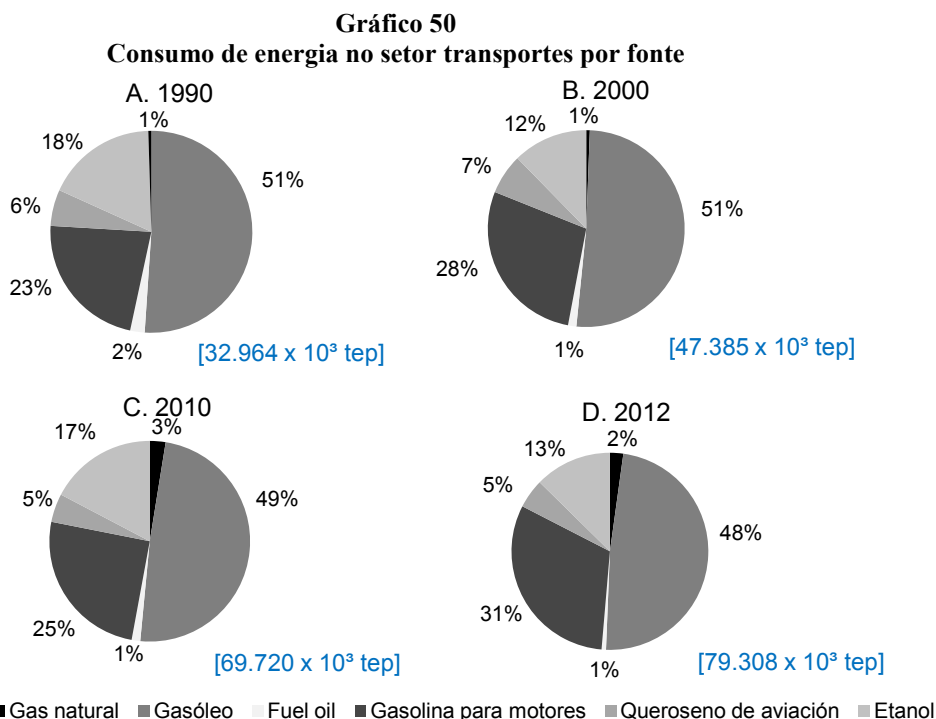 Gráfico 50
Consumo de energia no setor transportes por fonte
A. 1990
1%
18%
51%
6%
23%
2%
[32.964 x 10³ tep]
B. 2000
1%
12%
7%
51%
28%
1%
[47.385 x 10³ tep]
C. 2010
3%
17%
49%
5%
25%
1%
[69.720 x 10³ tep]
D. 2012
2%
13%
5%
48%
31%
1%
[79.308 x 10³ tep]
Gas natural Gasóleo Fuel oil Gasolina para motores Queroseno de aviación Etanol